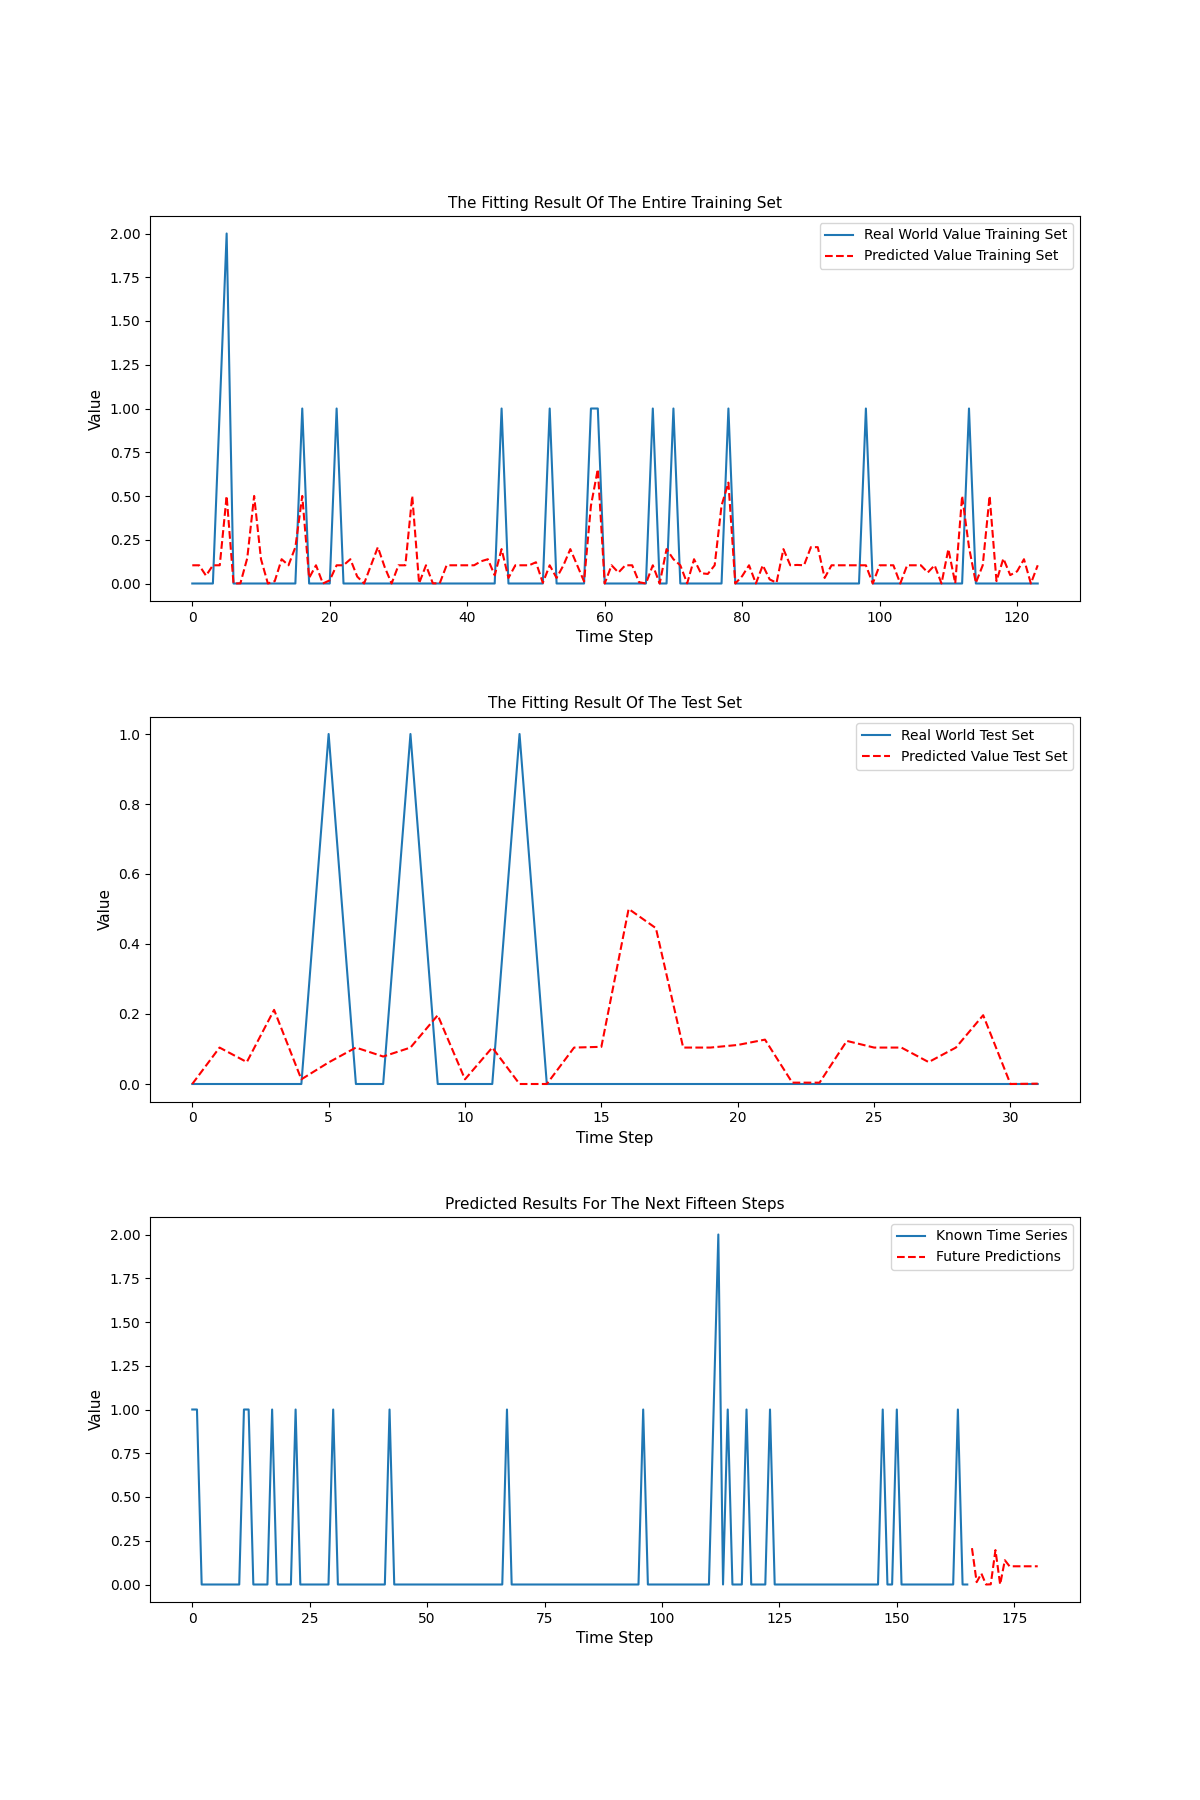 The Fitting Result Of The Entire Training Set
Real World Value Training Set
Predicted Value Training Set
2.00
1.75
1.50
1.25
1.00
0.75
0.50
0.25
0.00
Value
0 20 40 60 80 100 120
Time Step
The Fitting Result Of The Test Set
Real World Test Set
Predicted Value Test Set
1.0
0.8
0.6
0.4
0.2
0.0
Value
0 5 10 15 20 25 30
Time Step
Predicted Results For The Next Fifteen Steps
Known Time Series
Future Predictions
2.00
1.75
1.50
1.25
1.00
0.75
0.50
0.25
0.00
Value
0 25 50 75 100 125 150 175
Time Step